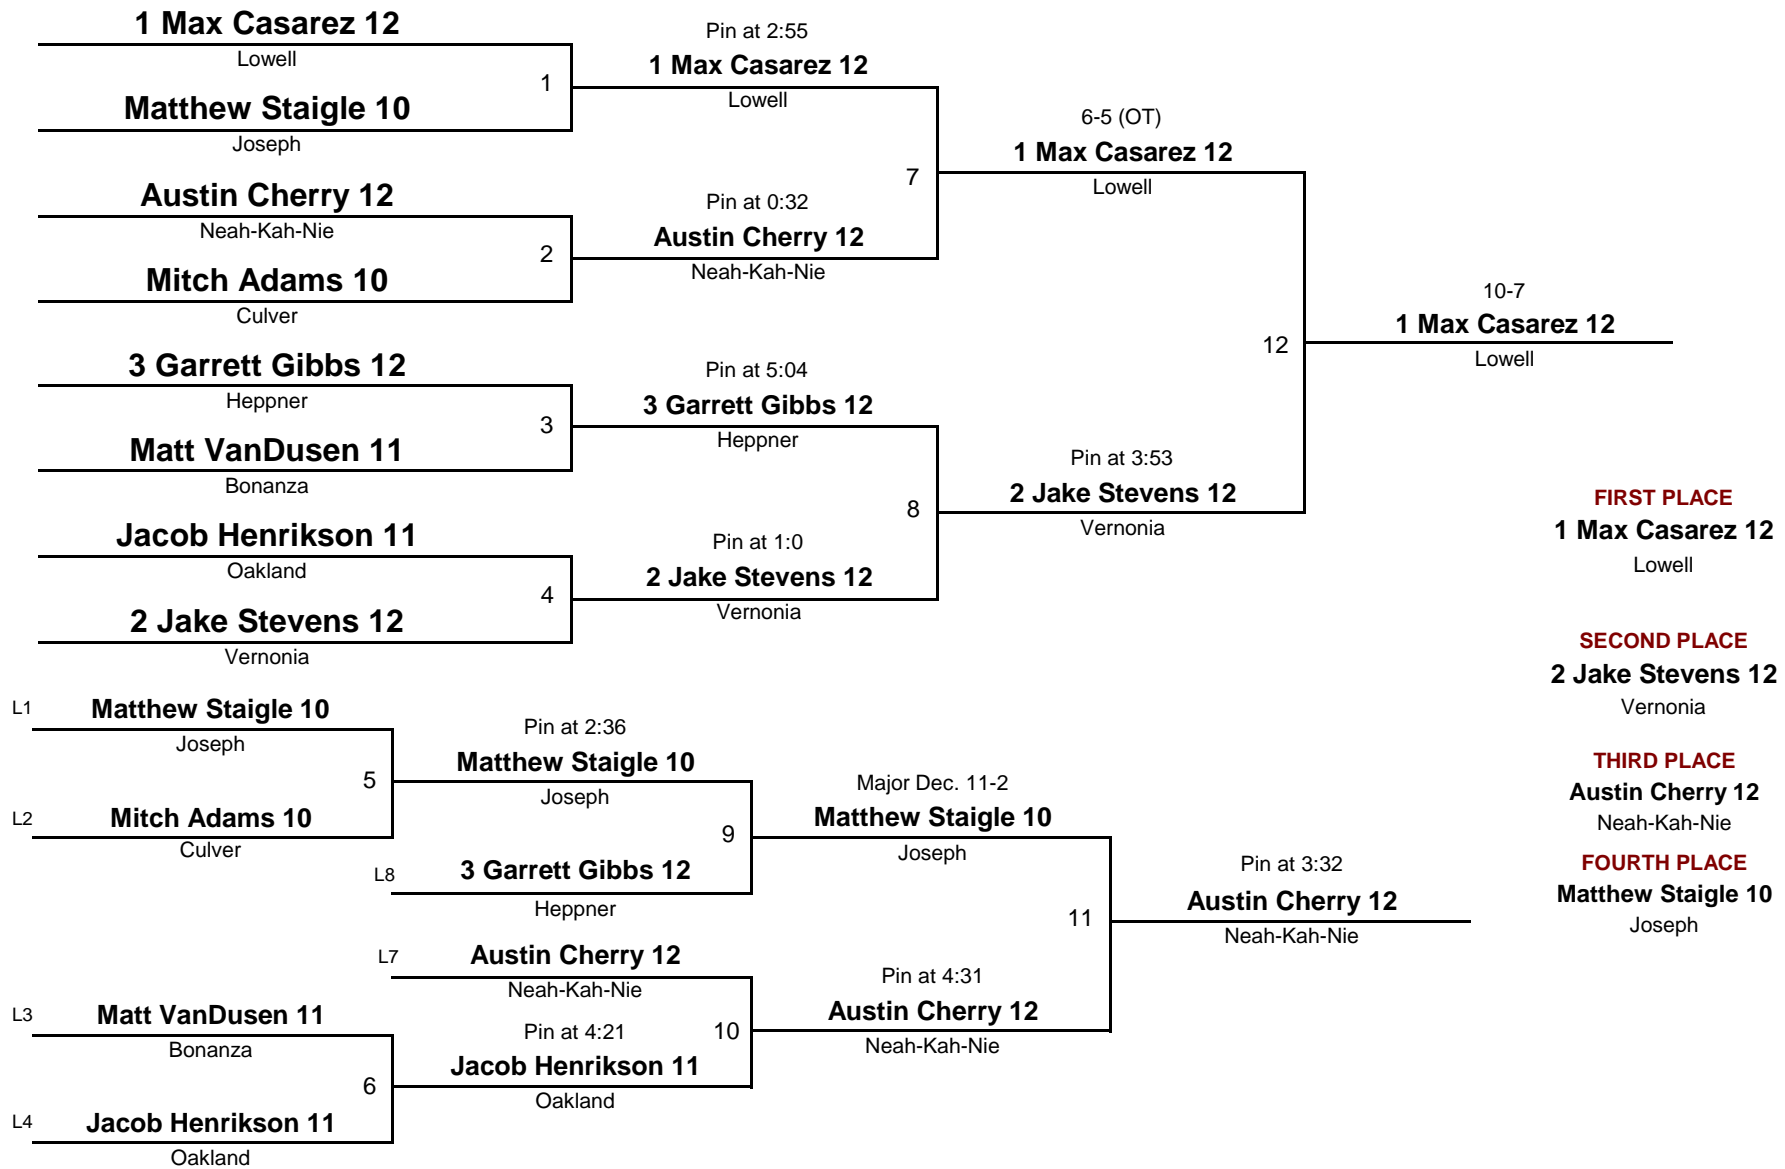 1 Max Casarez 12
Lowell
1
Matthew Staigle 10
Joseph
Austin Cherry 12
Neah-Kah-Nie
2
Mitch Adams 10
Culver
3 Garrett Gibbs 12
Heppner
3
Matt VanDusen 11
Bonanza
Jacob Henrikson 11
Oakland
4
2 Jake Stevens 12
Vernonia
Pin at 2:55
1 Max Casarez 12
Lowell
7
Pin at 0:32
Austin Cherry 12
Neah-Kah-Nie
Pin at 5:04
3 Garrett Gibbs 12
Heppner
8
Pin at 1:0
2 Jake Stevens 12
Vernonia
6-5 (OT)
1 Max Casarez 12
Lowell
12
Pin at 3:53
2 Jake Stevens 12
Vernonia
10-7
1 Max Casarez 12
Lowell
L1
Matthew Staigle 10
Joseph
5
L2
Mitch Adams 10
Culver
L3
Matt VanDusen 11
Bonanza
6
L4
Jacob Henrikson 11
Oakland
Pin at 2:36
Matthew Staigle 10
Joseph
9
L8
3 Garrett Gibbs 12
Heppner
L7
Austin Cherry 12
Neah-Kah-Nie
10
Pin at 4:21
Jacob Henrikson 11
Oakland
Major Dec. 11-2
Matthew Staigle 10
Joseph
11
Pin at 4:31
Austin Cherry 12
Neah-Kah-Nie
Pin at 3:32
Austin Cherry 12
Neah-Kah-Nie
FIRST PLACE
1 Max Casarez 12
Lowell
SECOND PLACE
2 Jake Stevens 12
Vernonia
THIRD PLACE
Austin Cherry 12
Neah-Kah-Nie
FOURTH PLACE
Matthew Staigle 10
Joseph